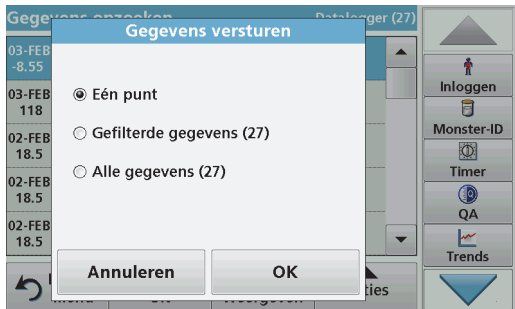 Gegevens opzoeken
Datalogger (27)
Gegevens versturen
03-FEB
-8.55
03-FEB
118
02-FEB
18.5
02-FEB
18.5
02-FEB
18.5
Eén punt
Gefilterde gegevens (27)
Alle gegevens (27)
Annuleren
OK
Inloggen
Monster-ID
Timer
QA
Trends